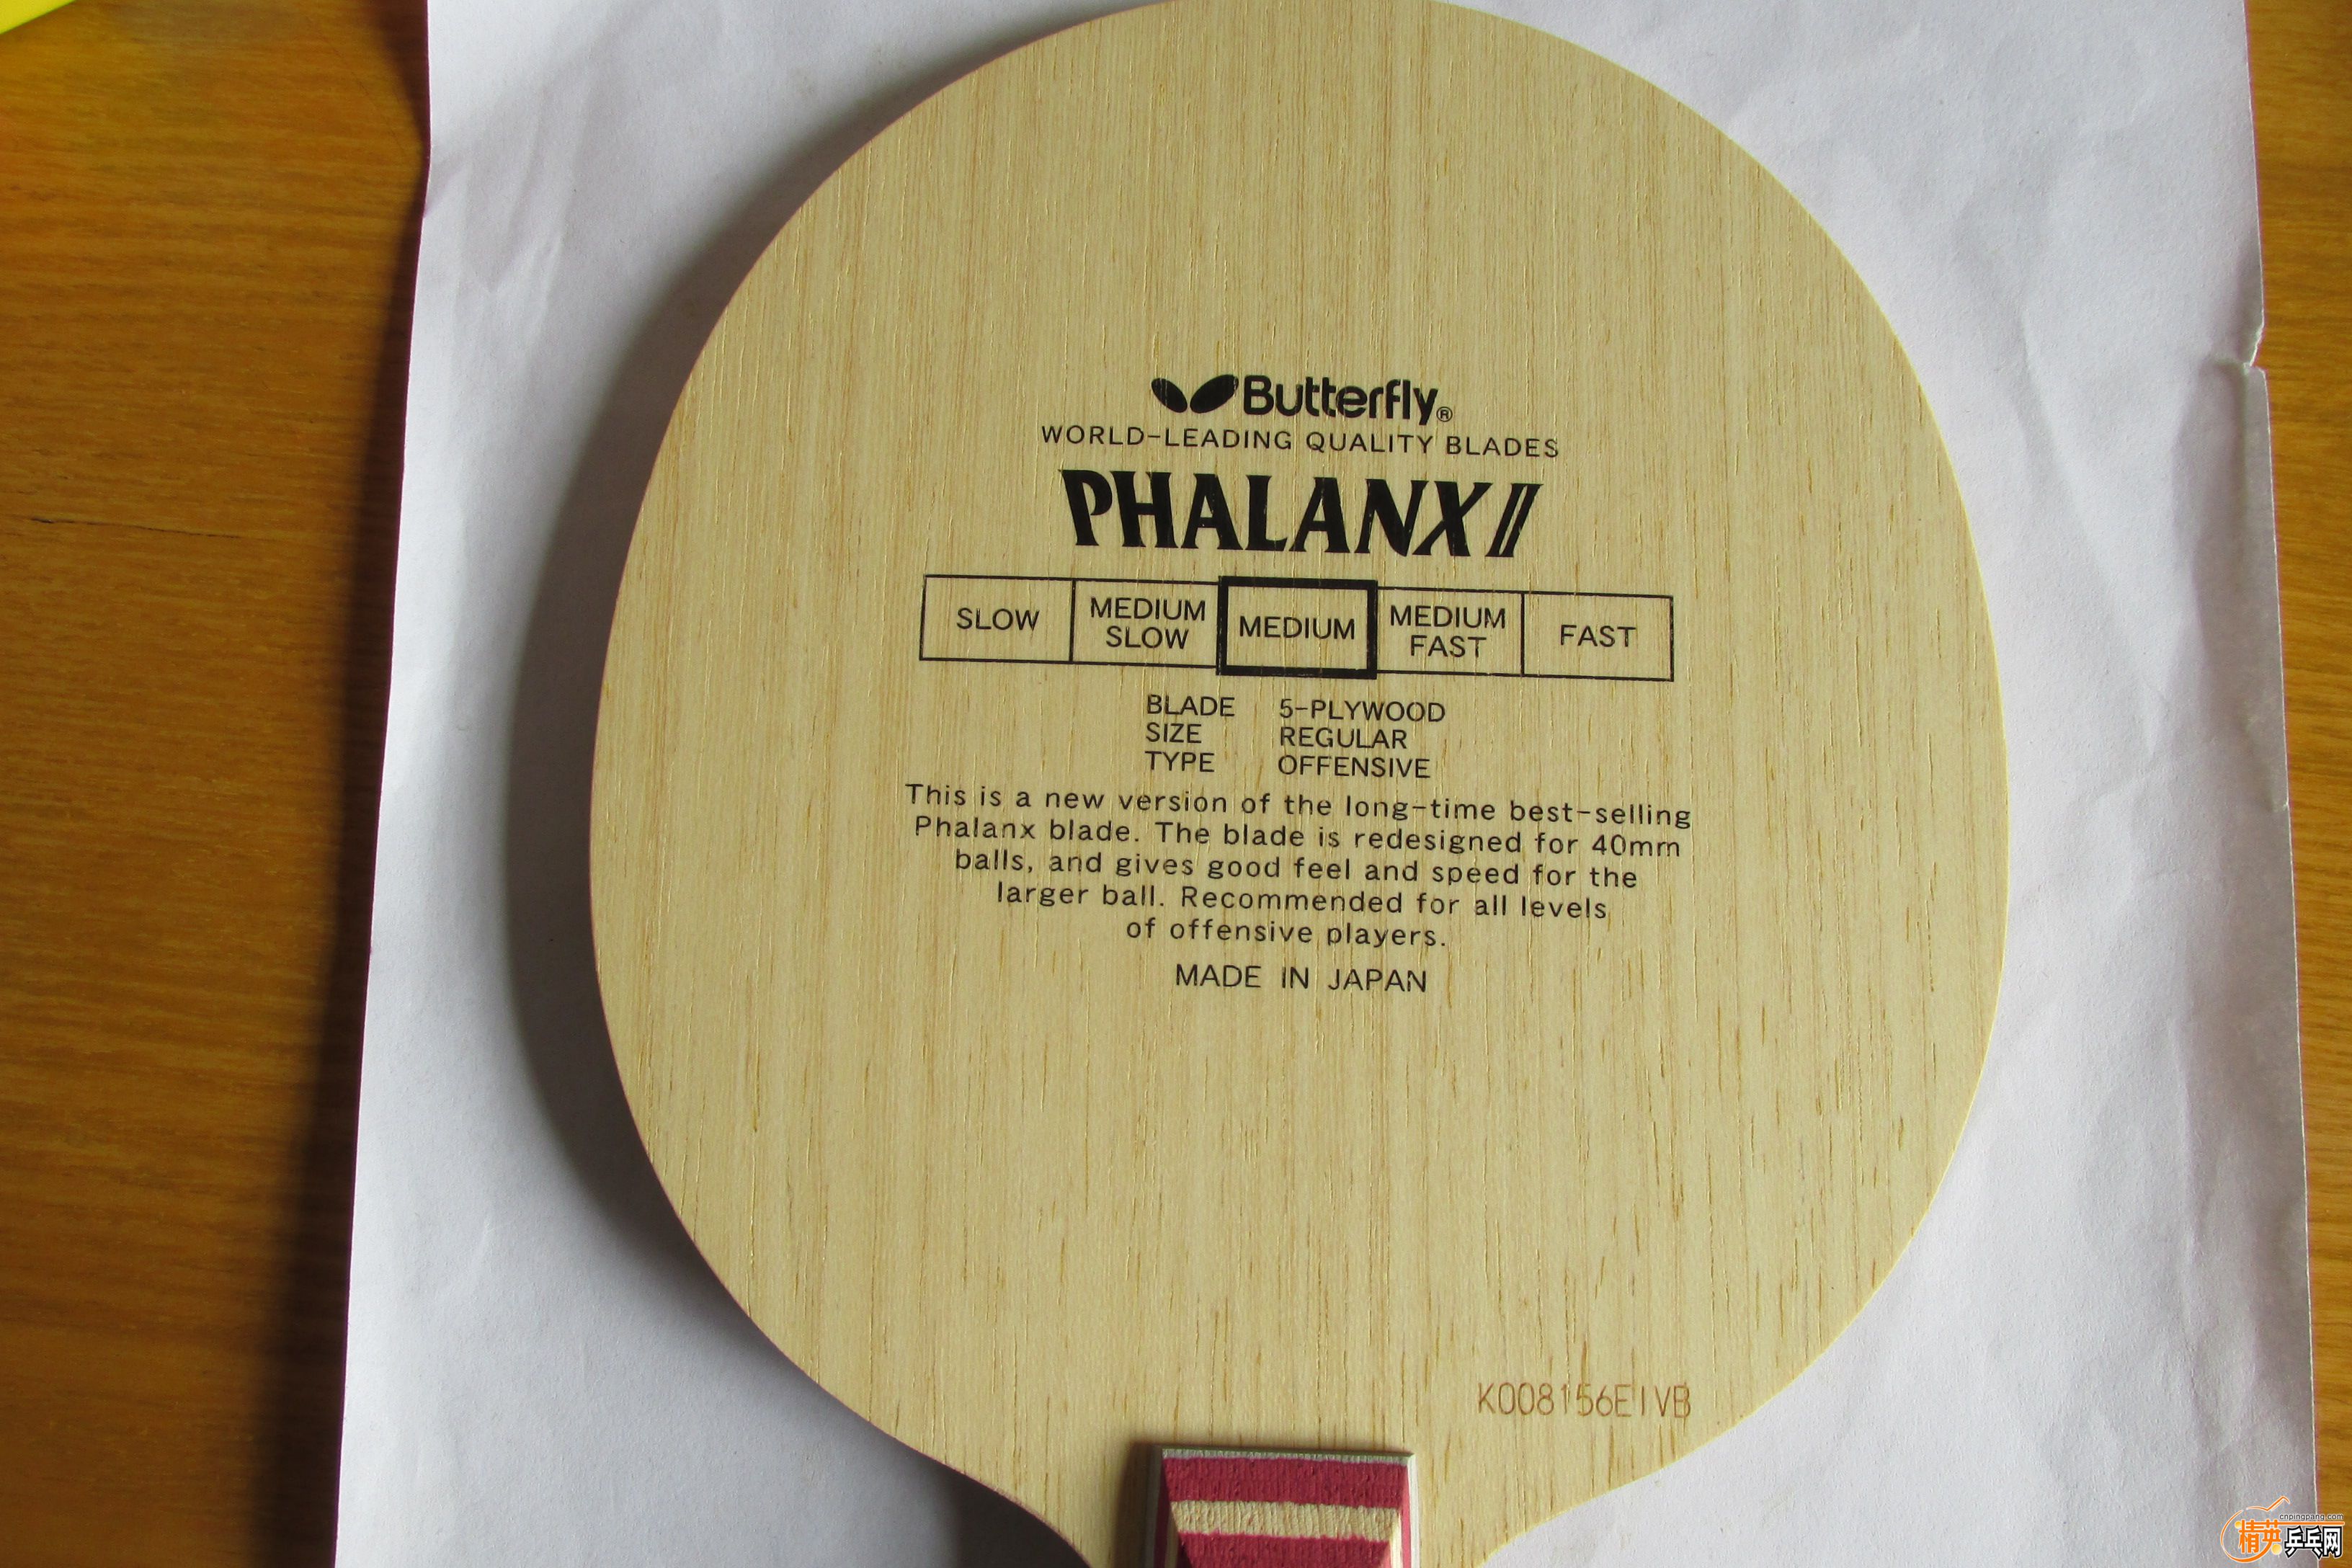 Butterfly®
WORLD-LEADING QUALITY BLADES
PHALANX II
SLOW
MEDIUM SLOW
MEDIUM
MEDIUM FAST
FAST
BLADE 5-PLYWOOD
SIZE REGULAR
TYPE OFFENSIVE
This is a new version of the long-time best-selling
Phalanx blade. The blade is redesigned for 40mm
balls, and gives good feel and speed for the
larger ball. Recommended for all levels
of offensive players.
MADE IN JAPAN
K008156EIVB
cnpingpang.com
精英乒乓网